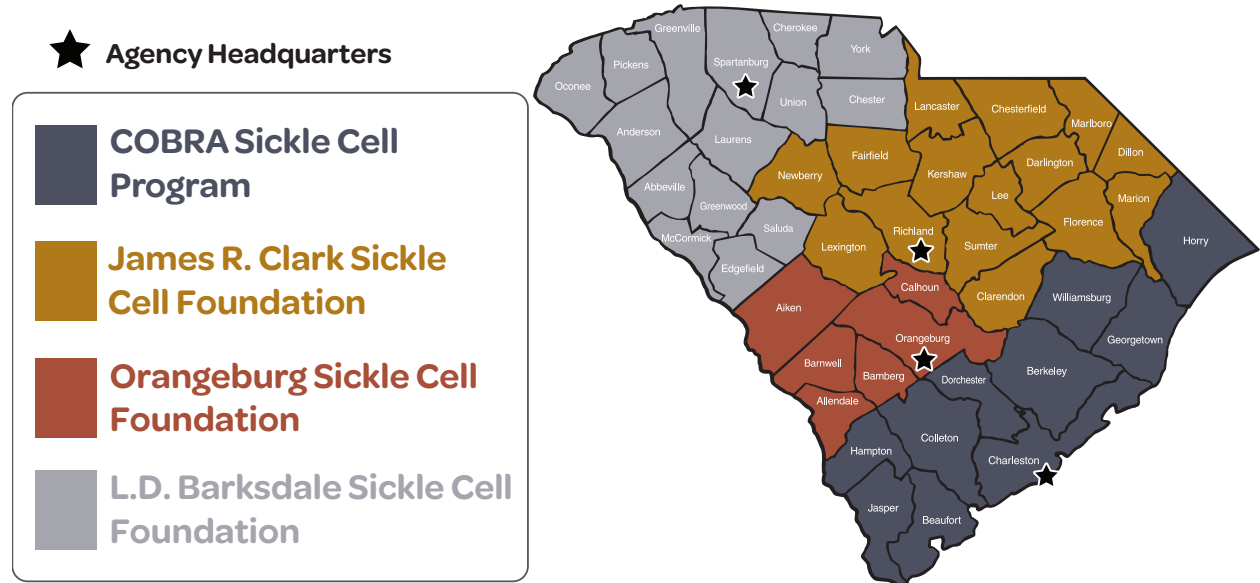 Agency Headquarters
COBRA Sickle Cell
Program
James R. Clark Sickle
Cell Foundation
Orangeburg Sickle Cell
Foundation
L.D. Barksdale Sickle Cell
Foundation
Greenville
Cherokee
York
Spartanburg
Pickens
Oconee
Union
Chester
Anderson
Laurens
Lancaster
Chesterfield
Marlboro
Dillon
Fairfield
Newberry
Kershaw
Darlington
Lee
Abbeville
Greenwood
Marion
Florence
Saluda
McCormick
Richland
Lexington
Sumter
Horry
Edgefield
Calhoun
Clarendon
Williamsburg
Aiken
Orangeburg
Georgetown
Barnwell
Bamberg
Dorchester
Berkeley
Allendale
Colleton
Hampton
Charleston
Jasper
Beaufort